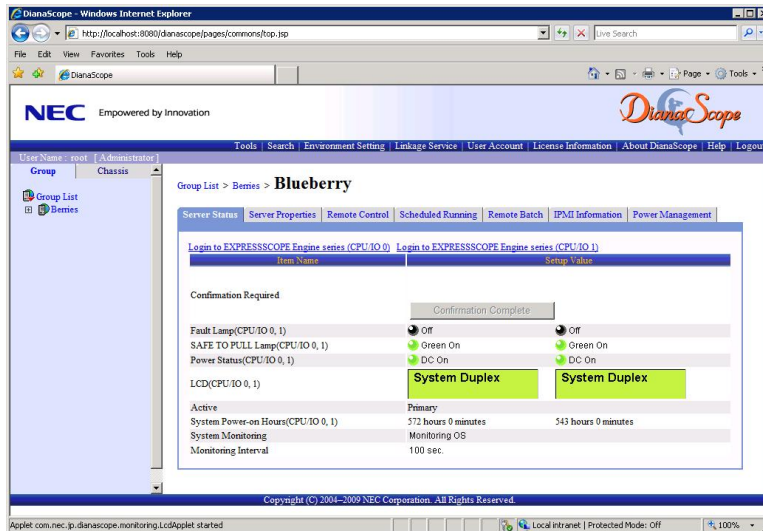 DianaScope - Windows Internet Explorer
http://localhost:8080/dianascope/pages/commons/top.jsp
Live Search
File Edit View Favorites Tools Help
DianaScope
Page Tools
NEC Empowered by Innovation
DianaScope
Tools | Search | Environment Setting | Linkage Service | User Account | License Information | About DianaScope | Help | Logout
User Name : root [ Administrator ]
Group Chassis
Group List
Berries
Group List > Berries > Blueberry
Server Status Server Properties Remote Control Scheduled Running Remote Batch IPMI Information Power Management
Login to EXPRESSSCOPE Engine series (CPU/IO 0) Login to EXPRESSSCOPE Engine series (CPU/IO 1)
Item Name Setup Value
Confirmation Required
Confirmation Complete
Fault Lamp(CPU/IO 0, 1) Off Off
SAFE TO PULL Lamp(CPU/IO 0, 1) Green On Green On
Power Status(CPU/IO 0, 1) DC On DC On
LCD(CPU/IO 0, 1) System Duplex System Duplex
Active Primary
System Power-on Hours(CPU/IO 0, 1) 572 hours 0 minutes 543 hours 0 minutes
System Monitoring Monitoring OS
Monitoring Interval 100 sec.
Copyright (C) 2004-2009 NEC Corporation. All Rights Reserved.
Applet com.nec.jp.dianascope.monitoring.LcdApplet started
Local intranet | Protected Mode: Off
100%